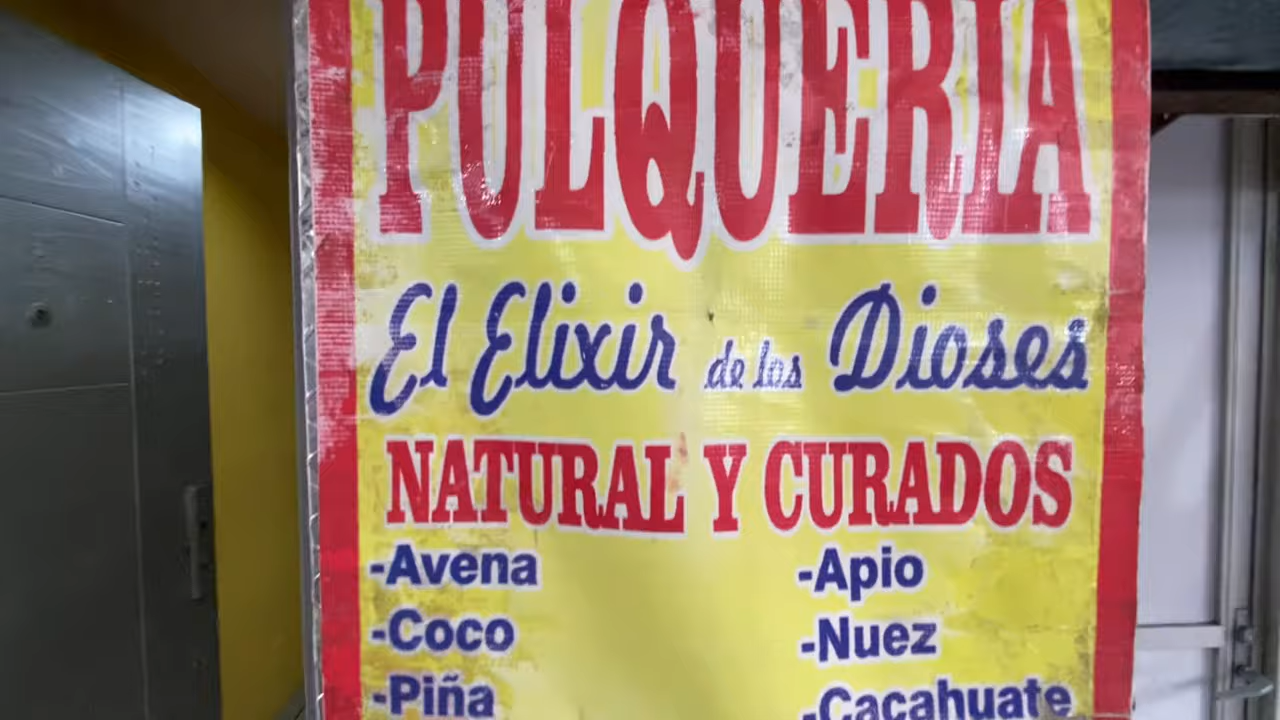 PULQUERIA
El Elixir de los Dioses
NATURAL Y CURADOS
-Avena
-Coco
-Piña
-Apio
-Nuez
-Cacahuate